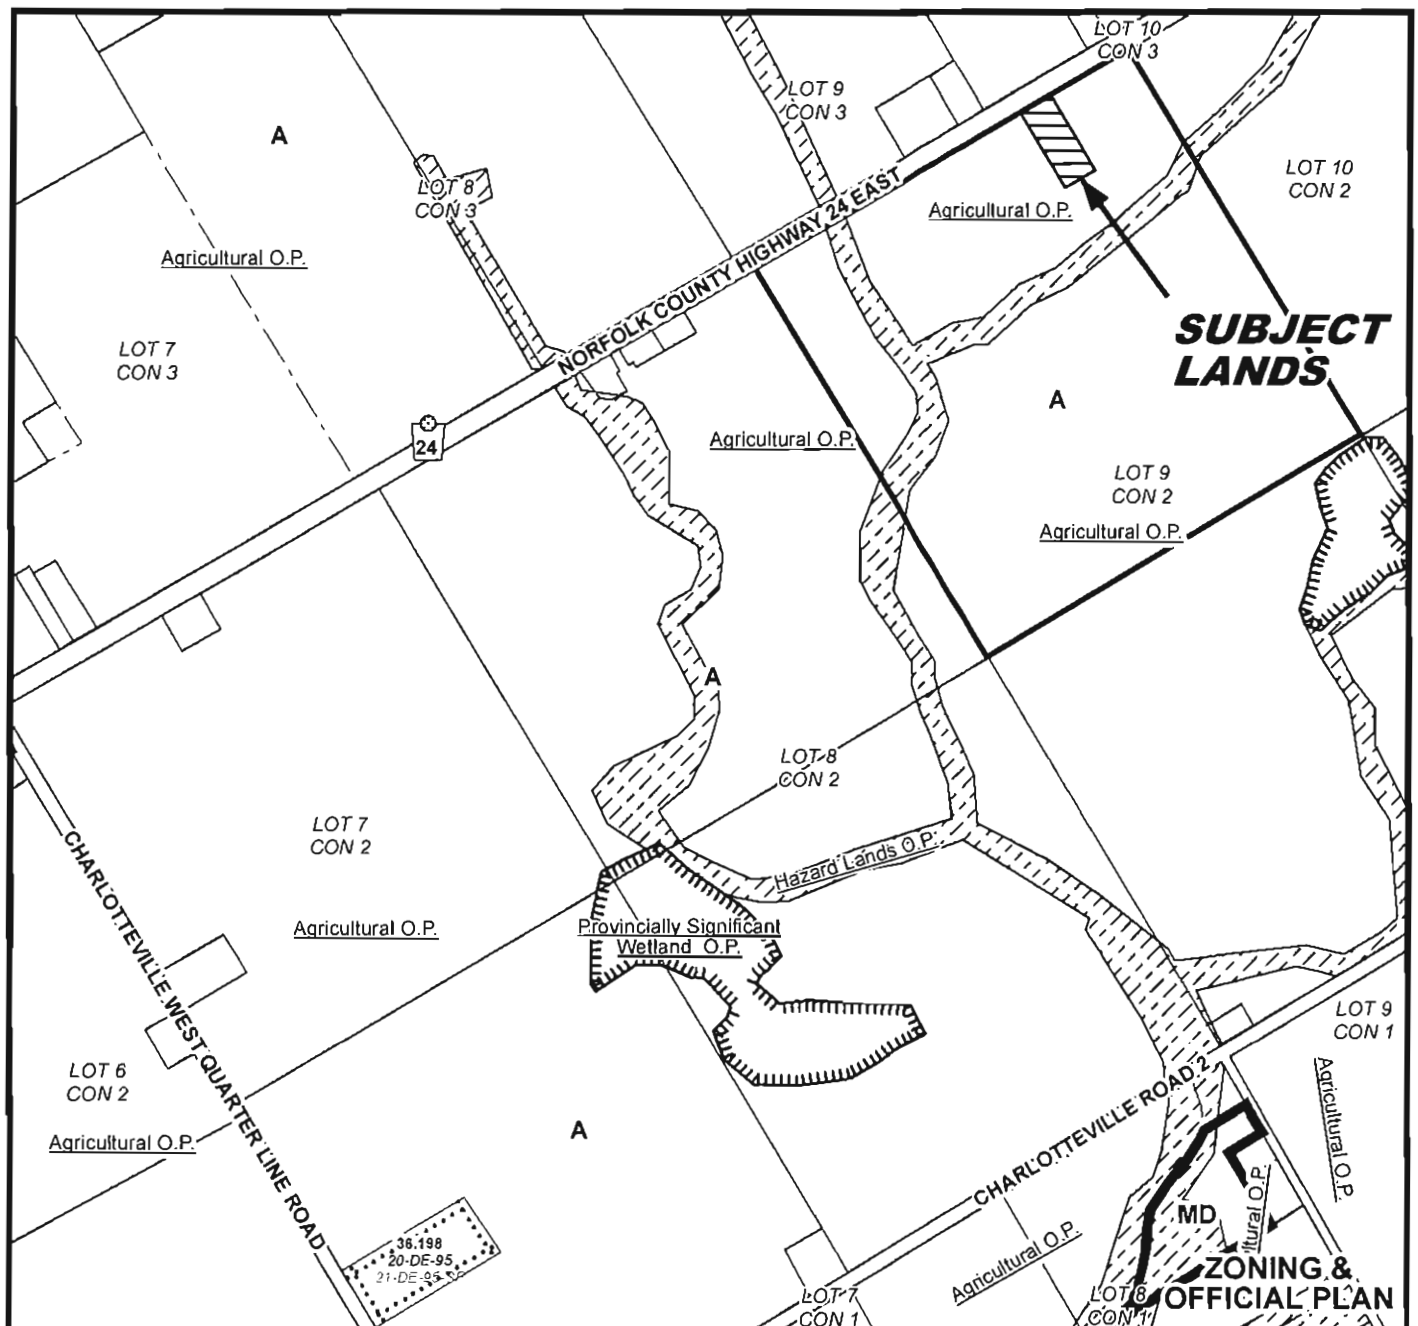 LOT 10
CON 3
LOT 9
CON 3
A
LOT 10
CON 2
LOT 8
CON 3
Agricultural O.P.
Agricultural O.P.
NORFOLK COUNTY HIGHWAY 24 EAST
SUBJECT
LANDS
LOT 7
CON 3
A
24
Agricultural O.P.
LOT 9
CON 2
Agricultural O.P.
A
LOT 8
CON 2
LOT 7
CON 2
CHARLOTTEVILLE WEST QUARTER LINE ROAD
Hazard Lands O.P.
Agricultural O.P.
Provincially Significant
Wetland O.P.
LOT 9
CON 1
LOT 6
CON 2
Agricultural O.P.
A
CHARLOTTEVILLE ROAD 2
Agricultural O.P.
MD
ltural O.P.
Agricultural O.P.
36.198
20-DE-95
21-DE-95
ZONING &
OFFICIAL PLAN
LOT 7
CON 1
LOT 8
CON 1